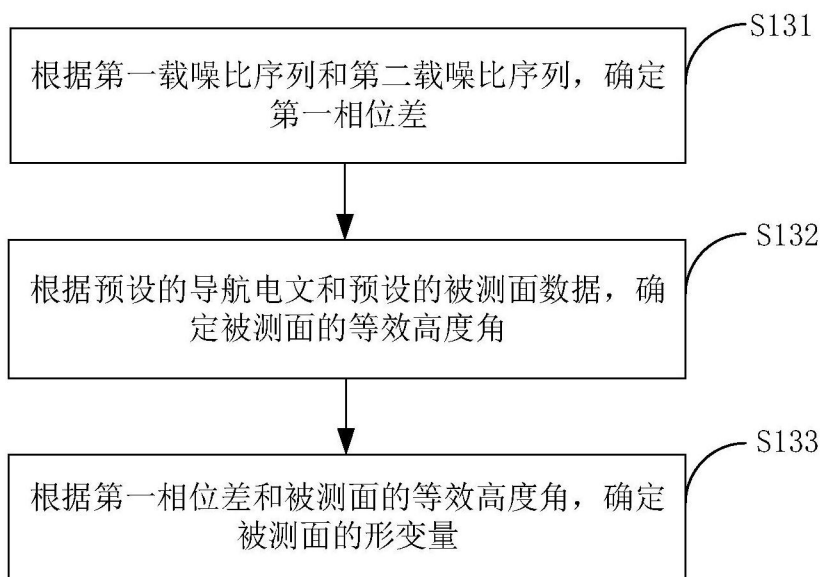 S131
根据第一载噪比序列和第二载噪比序列，确定
第一相位差
S132
根据预设的导航电文和预设的被测面数据，确
定被测面的等效高度角
S133
根据第一相位差和被测面的等效高度角，确定
被测面的形变量